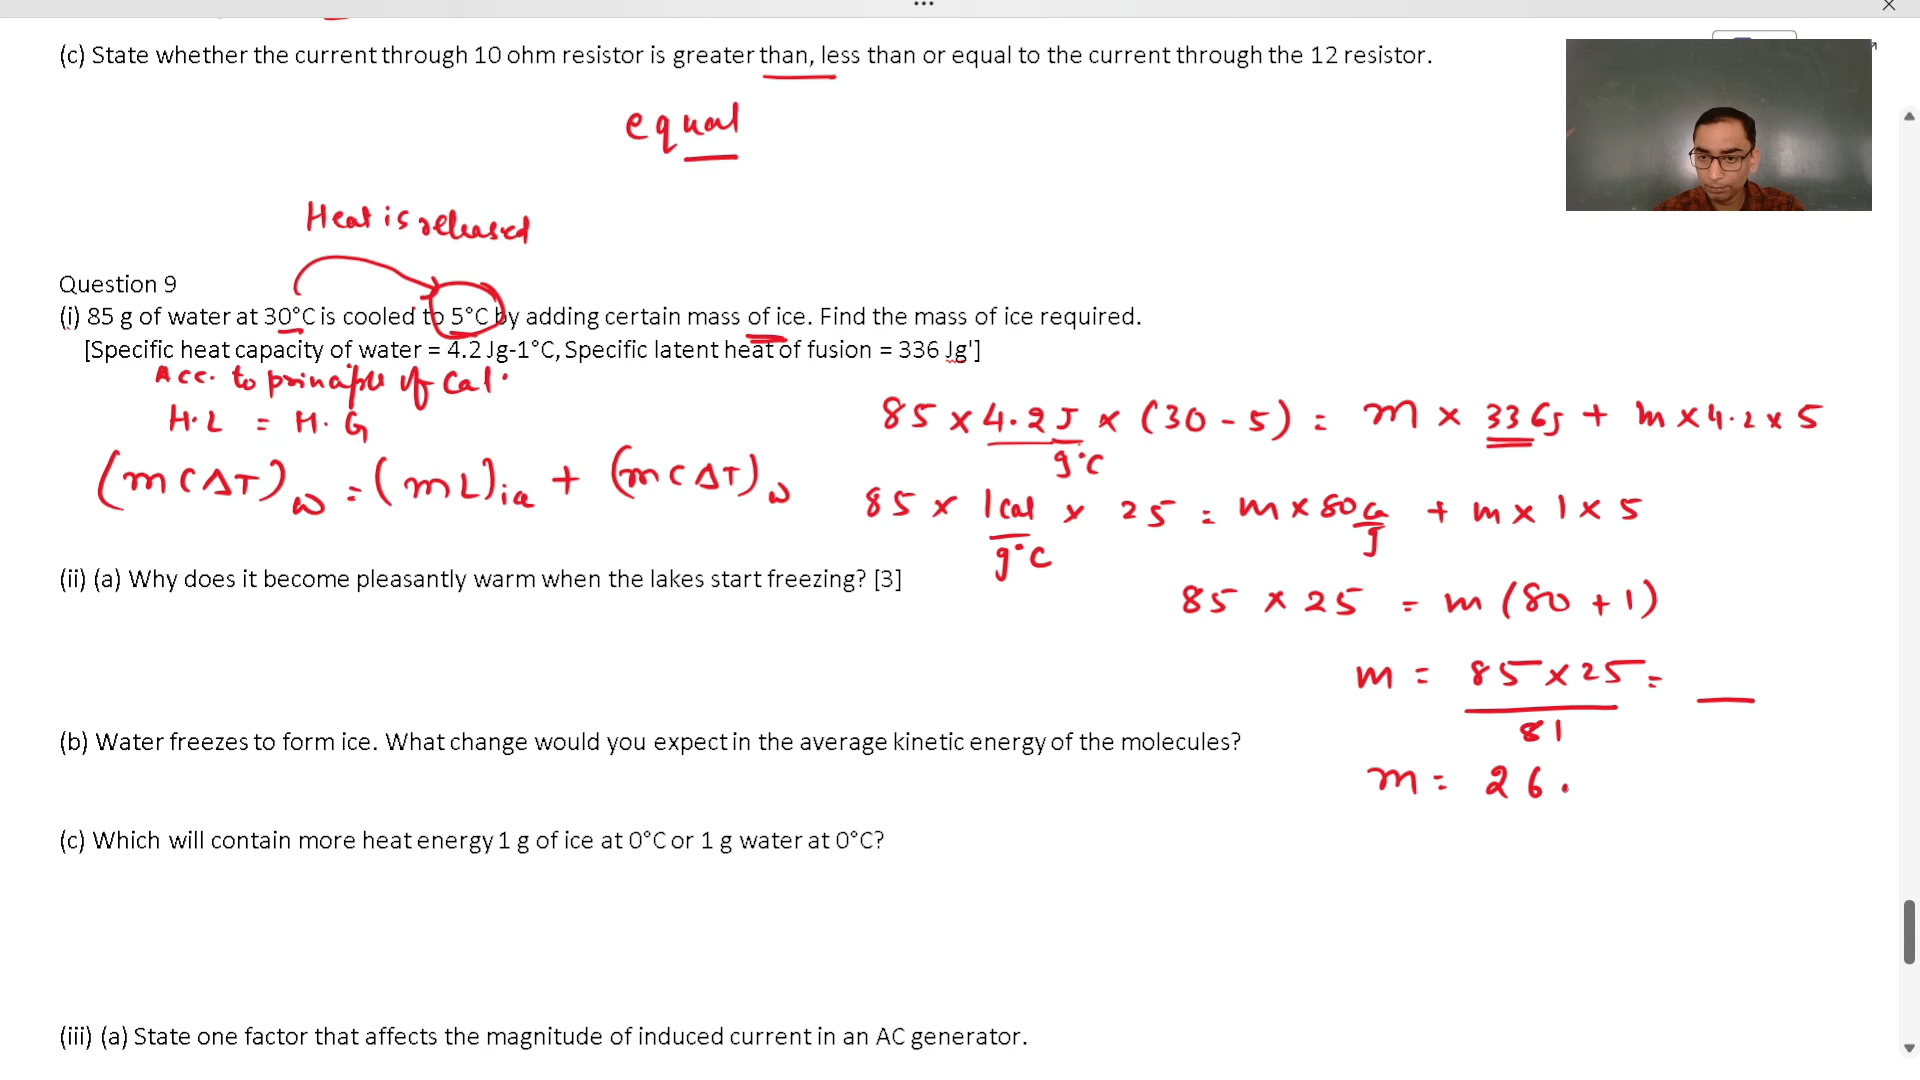 (c) State whether the current through 10 ohm resistor is greater than, less than or equal to the current through the 12 resistor.
equal
Heat is released
Question 9
(i) 85 g of water at 30°C is cooled to 5°C by adding certain mass of ice. Find the mass of ice required.
[Specific heat capacity of water = 4.2 Jg-1°C, Specific latent heat of fusion = 336 Jg']
Acc. to principle of Cal.
H.L = H.G
(m C ΔT)w = (mL)ice + (m C ΔT)w
85 × 4.2J/g°C × (30 - 5) = m × 336J + m × 4.2 × 5
85 × 1 Cal/g°C × 25 = m × 80 Ca/g + m × 1 × 5
85 × 25 = m (80 + 1)
m = 85 × 25/81 =
m = 26.
(ii) (a) Why does it become pleasantly warm when the lakes start freezing? [3]
(b) Water freezes to form ice. What change would you expect in the average kinetic energy of the molecules?
(c) Which will contain more heat energy 1 g of ice at 0°C or 1 g water at 0°C?
(iii) (a) State one factor that affects the magnitude of induced current in an AC generator.